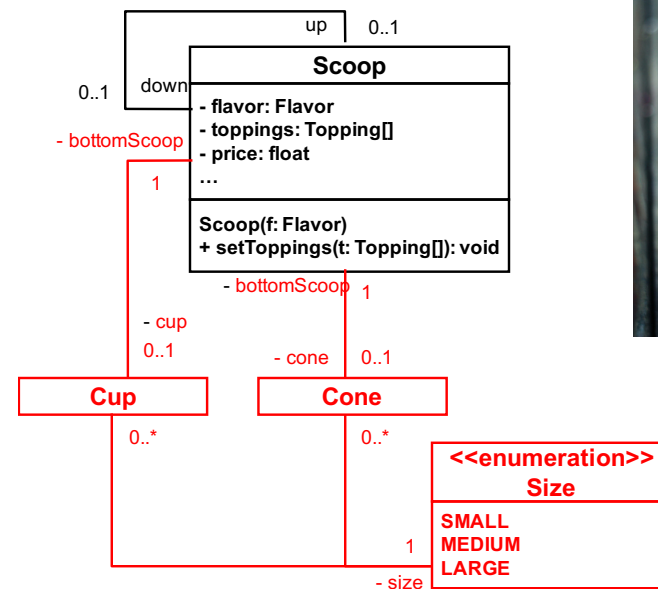 up 0..1
Scoop
0..1 down
- flavor: Flavor
- toppings: Topping[]
- bottomScoop
- price: float
1
...
Scoop(f: Flavor)
+ setToppings(t: Topping[]): void
- bottomScoop 1
- cup
0..1
- cone 0..1
Cup
Cone
0..*
0..*
<<enumeration>>
Size
SMALL
1 MEDIUM
LARGE
- size